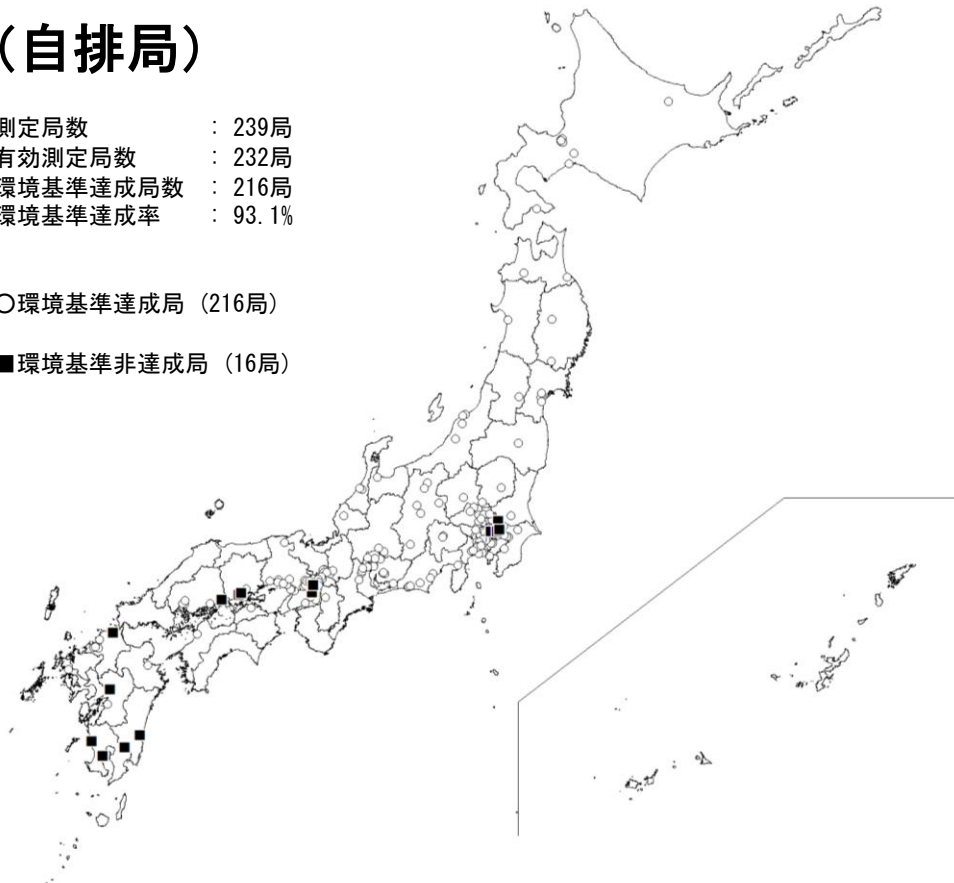 （自排局）
測定局数 : 239局
有効測定局数 : 232局
環境基準達成局数 : 216局
環境基準達成率 : 93.1%
○環境基準達成局 (216局)
■環境基準非達成局 (16局)